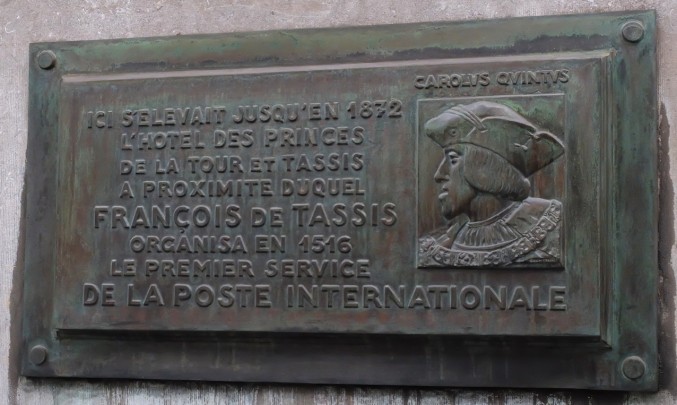 CAROLVS QVINTVS
ICI S'ELEVAIT JUSQU'EN 1872
L'HOTEL DES PRINCES
DE LA TOUR ET TASSIS
A PROXIMITE DUQUEL
FRANÇOIS DE TASSIS
ORGANISA EN 1516
LE PREMIER SERVICE
DE LA POSTE INTERNATIONALE